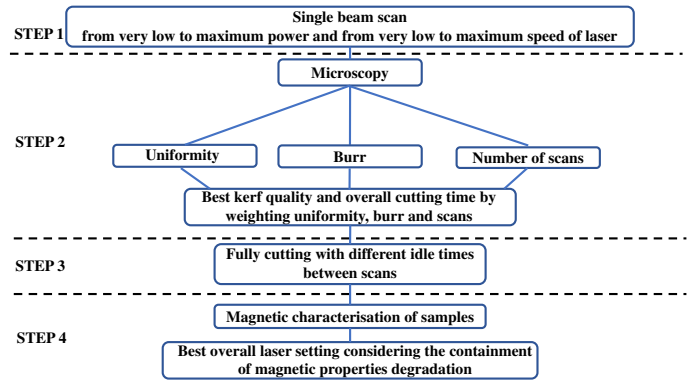 STEP 1
Single beam scan
from very low to maximum power and from very low to maximum speed of laser
STEP 2
Microscopy
Uniformity
Burr
Number of scans
Best kerf quality and overall cutting time by
weighting uniformity, burr and scans
STEP 3
Fully cutting with different idle times
between scans
STEP 4
Magnetic characterisation of samples
Best overall laser setting considering the containment
of magnetic properties degradation